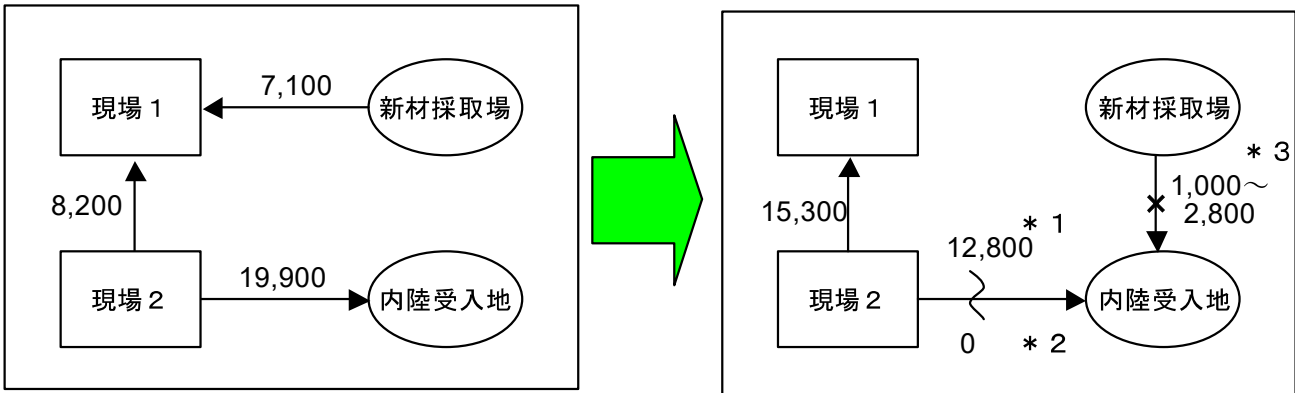 現場1
7,100
新材採取場
8,200
現場2
19,900
内陸受入地
現場1
新材採取場
*3
1,000~
2,800
15,300
*1
12,800
現場2
内陸受入地
0 *2